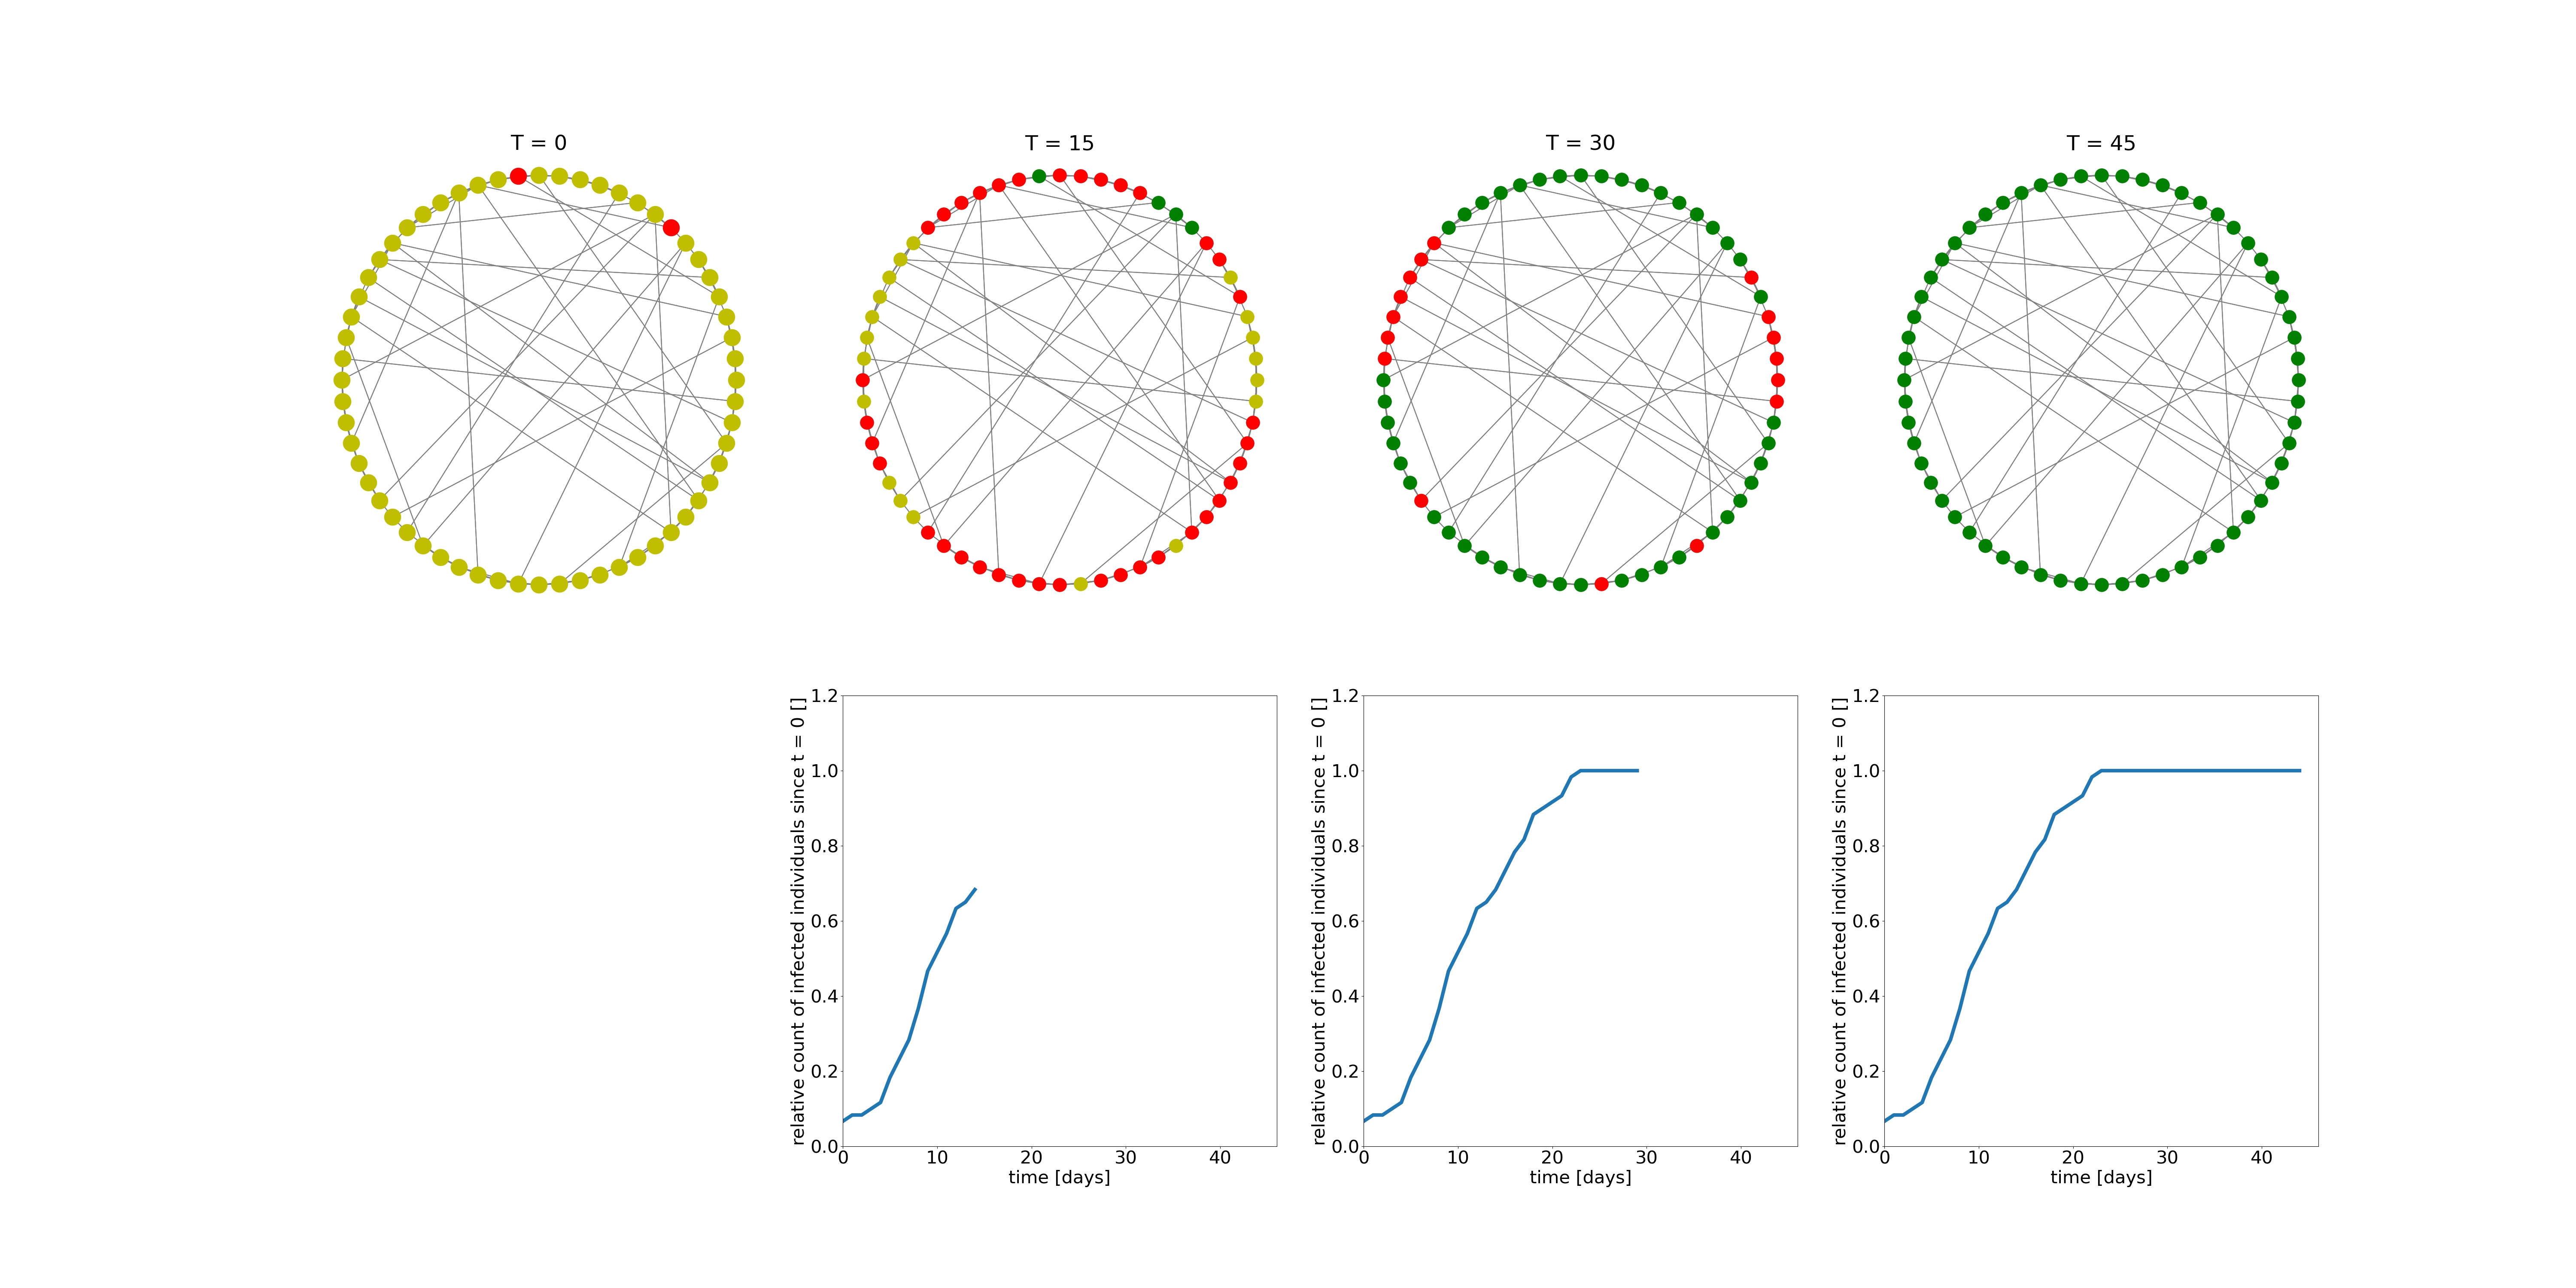 T = 0
T = 15
T = 30
T = 45
relative count of infected individuals since t = 0 []
1.2
1.0
0.8
0.6
0.4
0.2
0.0
0 10 20 30 40
time [days]
relative count of infected individuals since t = 0 []
1.2
1.0
0.8
0.6
0.4
0.2
0.0
0 10 20 30 40
time [days]
relative count of infected individuals since t = 0 []
1.2
1.0
0.8
0.6
0.4
0.2
0.0
0 10 20 30 40
time [days]